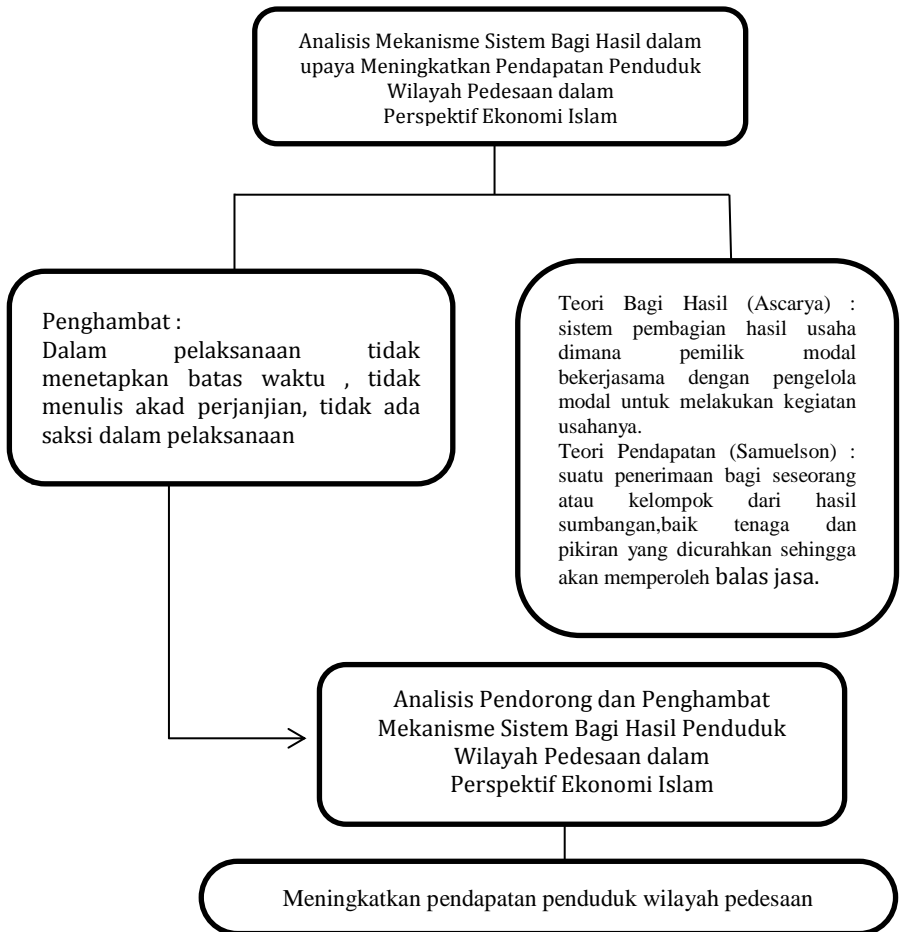 Analisis Mekanisme Sistem Bagi Hasil dalam
upaya Meningkatkan Pendapatan Penduduk
Wilayah Pedesaan dalam
Perspektif Ekonomi Islam
Penghambat :
Dalam pelaksanaan tidak
menetapkan batas waktu , tidak
menulis akad perjanjian, tidak ada
saksi dalam pelaksanaan
Teori Bagi Hasil (Ascarya) :
sistem pembagian hasil usaha
dimana pemilik modal
bekerjasama dengan pengelola
modal untuk melakukan kegiatan
usahanya.
Teori Pendapatan (Samuelson) :
suatu penerimaan bagi seseorang
atau kelompok dari hasil
sumbangan,baik tenaga dan
pikiran yang dicurahkan sehingga
akan memperoleh balas jasa.
Analisis Pendorong dan Penghambat
Mekanisme Sistem Bagi Hasil Penduduk
Wilayah Pedesaan dalam
Perspektif Ekonomi Islam
Meningkatkan pendapatan penduduk wilayah pedesaan